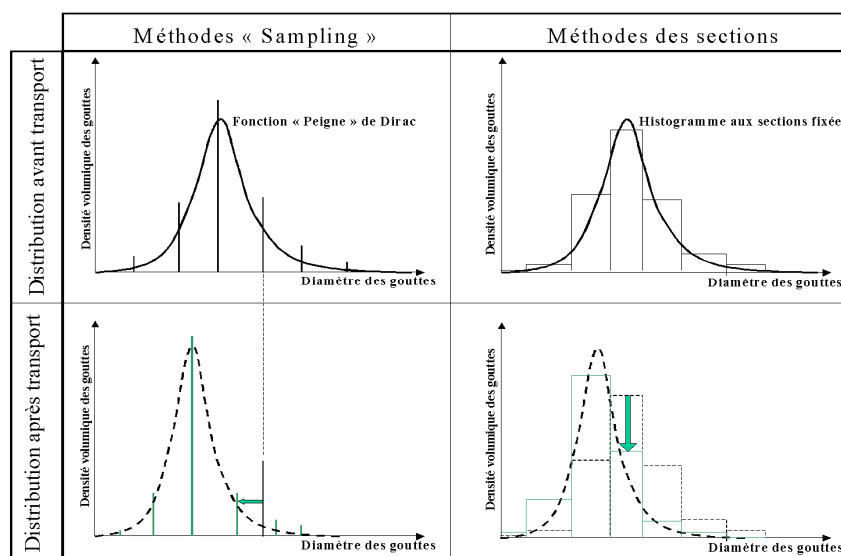 Méthodes « Sampling »
Méthodes des sections
Distribution avant transport
Densité volumique des gouttes
Fonction « Peigne » de Dirac
Diamètre des gouttes
Densité volumique des gouttes
Histogramme aux sections fixée
Diamètre des gouttes
Distribution après transport
Densité volumique des gouttes
Diamètre des gouttes
Densité volumique des gouttes
Diamètre des gouttes